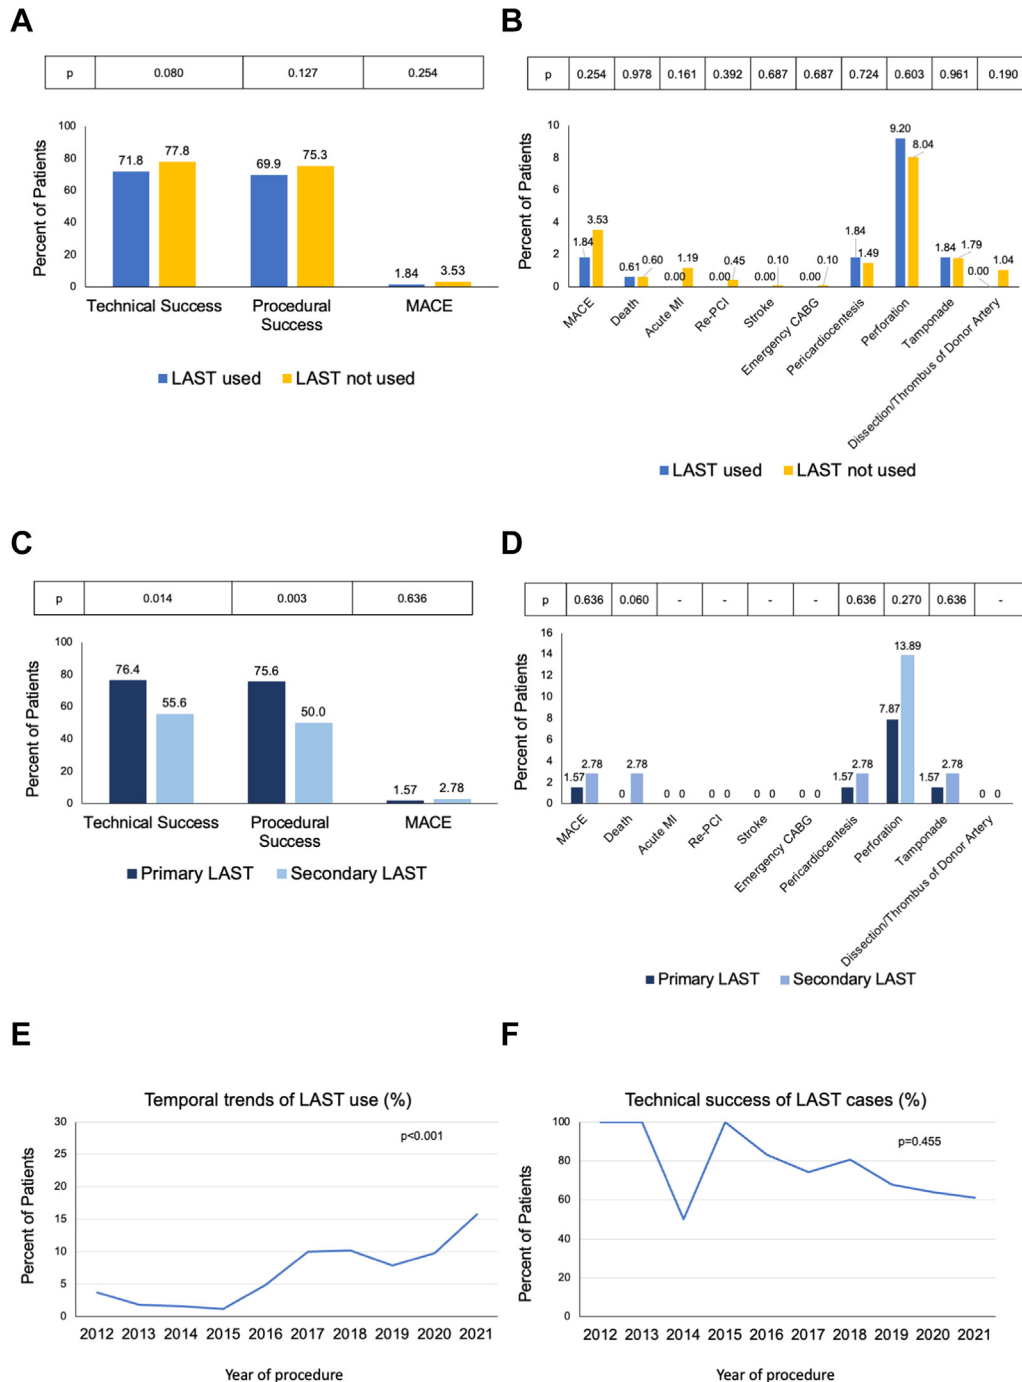 A
p 0.080 0.127 0.254
Percent of Patients
100
80
60
40
20
0
71.8 77.8 69.9 75.3 1.84 3.53
Technical Success Procedural Success MACE
LAST used LAST not used
B
p 0.254 0.978 0.161 0.392 0.687 0.687 0.724 0.603 0.961 0.190
Percent of Patients
10
8
6
4
2
0
1.84 3.53 0.61 0.60 0.00 1.19 0.00 0.45 0.00 0.10 0.00 0.10 1.84 1.49 9.20 8.04 1.84 1.79 0.00 1.04
MACE Death Acute MI Re-PCI Stroke Emergency CABG Pericardiocentesis Perforation Tamponade Dissection/Thrombus of Donor Artery
LAST used LAST not used
C
p 0.014 0.003 0.636
Percent of Patients
100
80
60
40
20
0
76.4 55.6 75.6 50.0 1.57 2.78
Technical Success Procedural Success MACE
Primary LAST Secondary LAST
D
p 0.636 0.060 - - - - 0.636 0.270 0.636 -
Percent of Patients
16
14
12
10
8
6
4
2
0
1.57 2.78 0 2.78 0 0 0 0 0 0 0 0 1.57 2.78 7.87 13.89 1.57 2.78 0 0
MACE Death Acute MI Re-PCI Stroke Emergency CABG Pericardiocentesis Perforation Tamponade Dissection/Thrombus of Donor Artery
Primary LAST Secondary LAST
E
Temporal trends of LAST use (%)
p<0.001
Percent of Patients
30
25
20
15
10
5
0
2012 2013 2014 2015 2016 2017 2018 2019 2020 2021
Year of procedure
F
Technical success of LAST cases (%)
p=0.455
Percent of Patients
100
80
60
40
20
0
2012 2013 2014 2015 2016 2017 2018 2019 2020 2021
Year of procedure